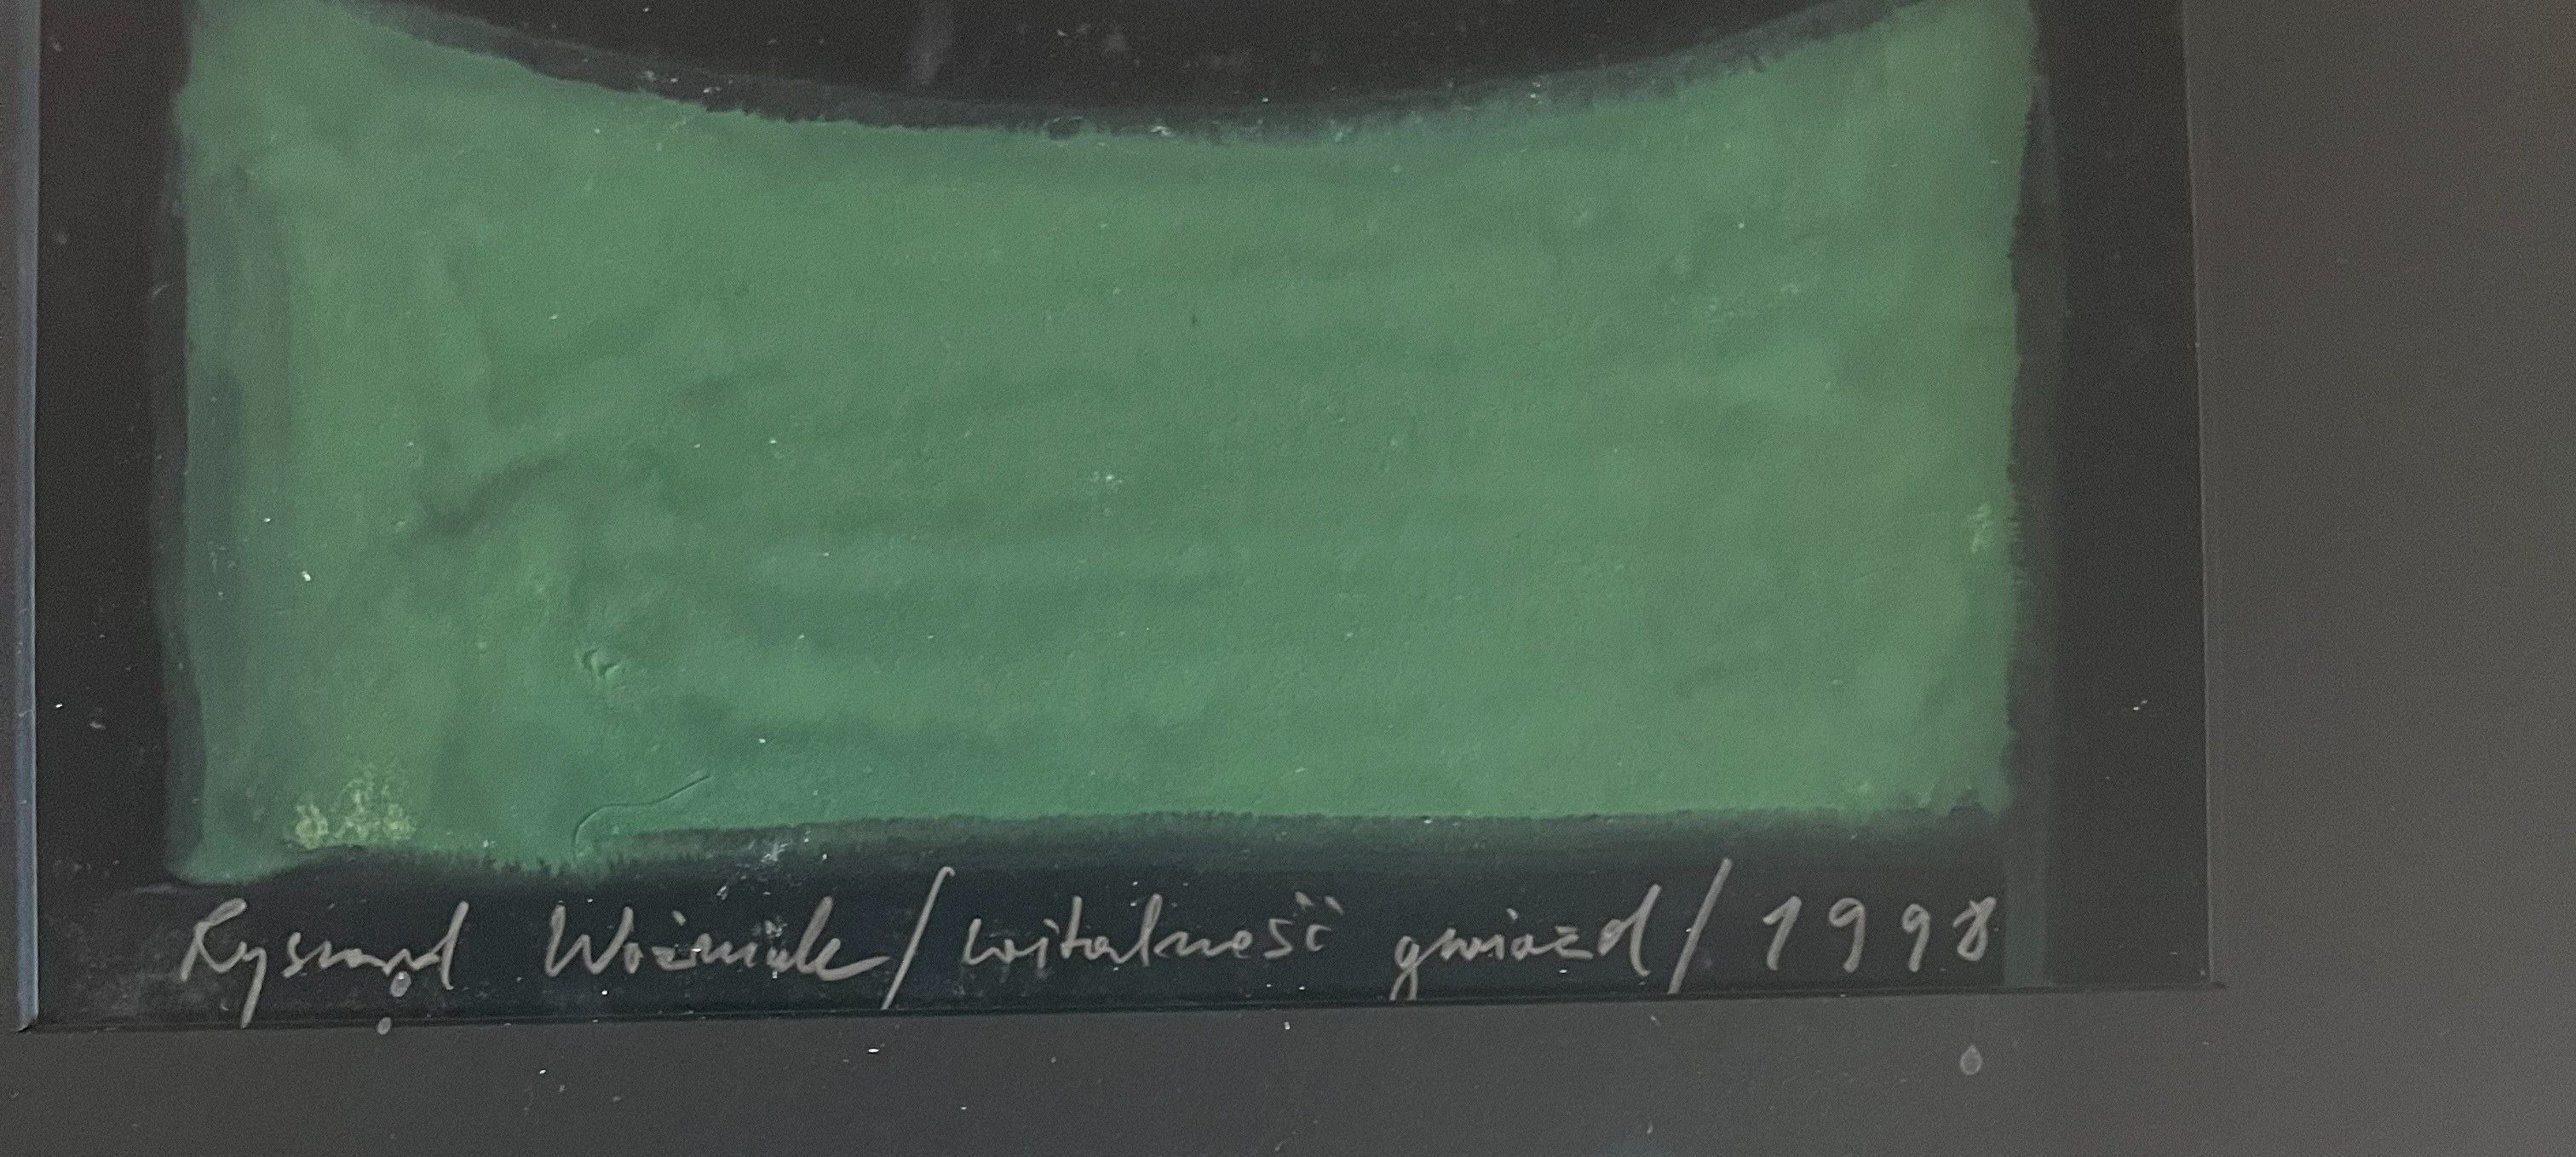 Ryszard Woźniak / witalność gwiazd / 1998